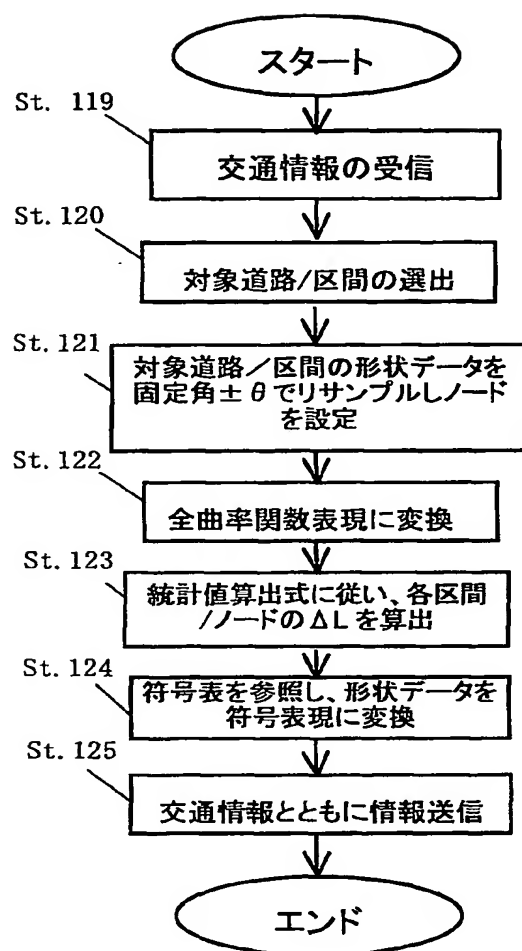 スタート
St. 119
交通情報の受信
St. 120
対象道路/区間の選出
St. 121
対象道路／区間の形状データを
固定角±θでリサンプルしノード
を設定
St. 122
全曲率関数表現に変換
St. 123
統計値算出式に従い、各区間
/ノードのΔLを算出
St. 124
符号表を参照し、形状データを
符号表現に変換
St. 125
交通情報とともに情報送信
エンド